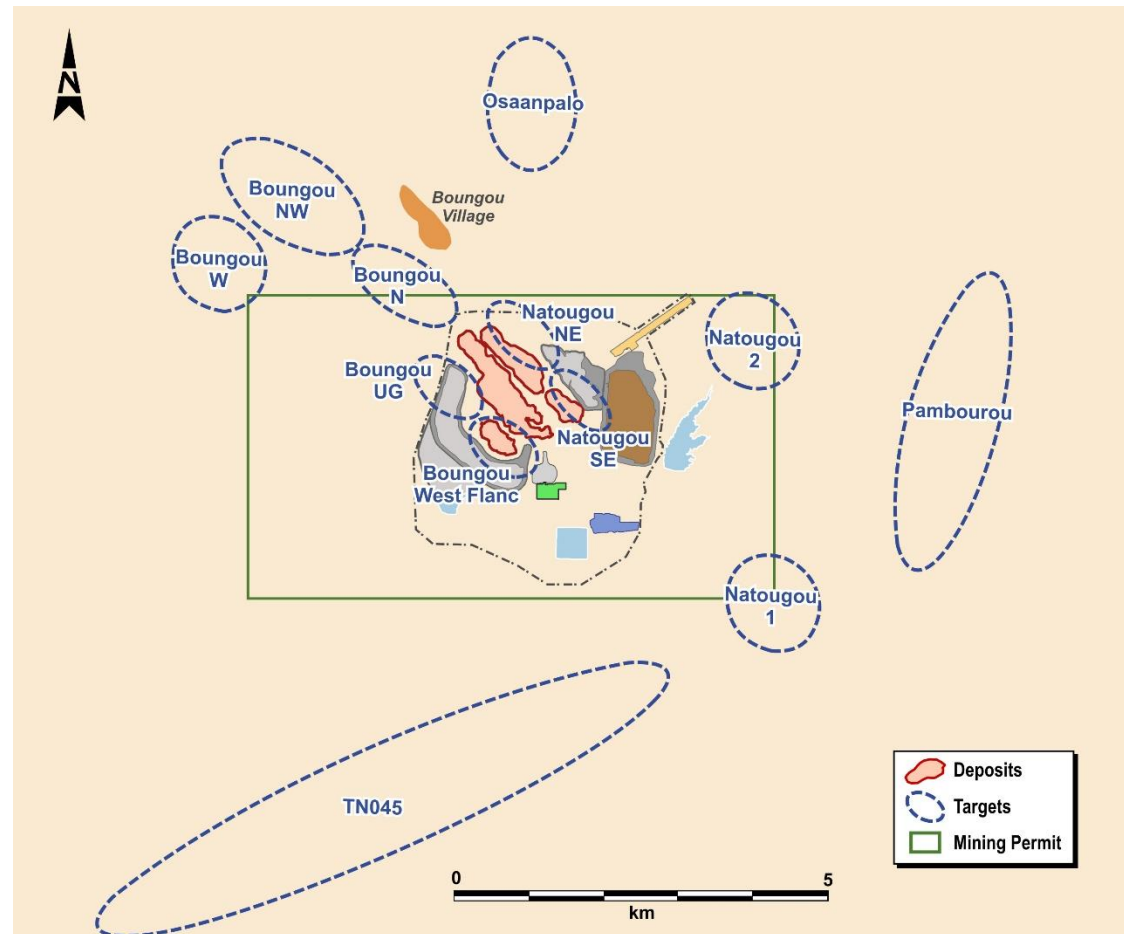 N
Osaanpalo
Boungou
NW
Boungou
Village
Boungou
W
Boungou
N
Natougou
NE
Natougou
2
Boungou
UG
Pambourou
Natougou
SE
Boungou
West Flanc
Natougou
1
TN045
Deposits
Targets
Mining Permit
0 5
km